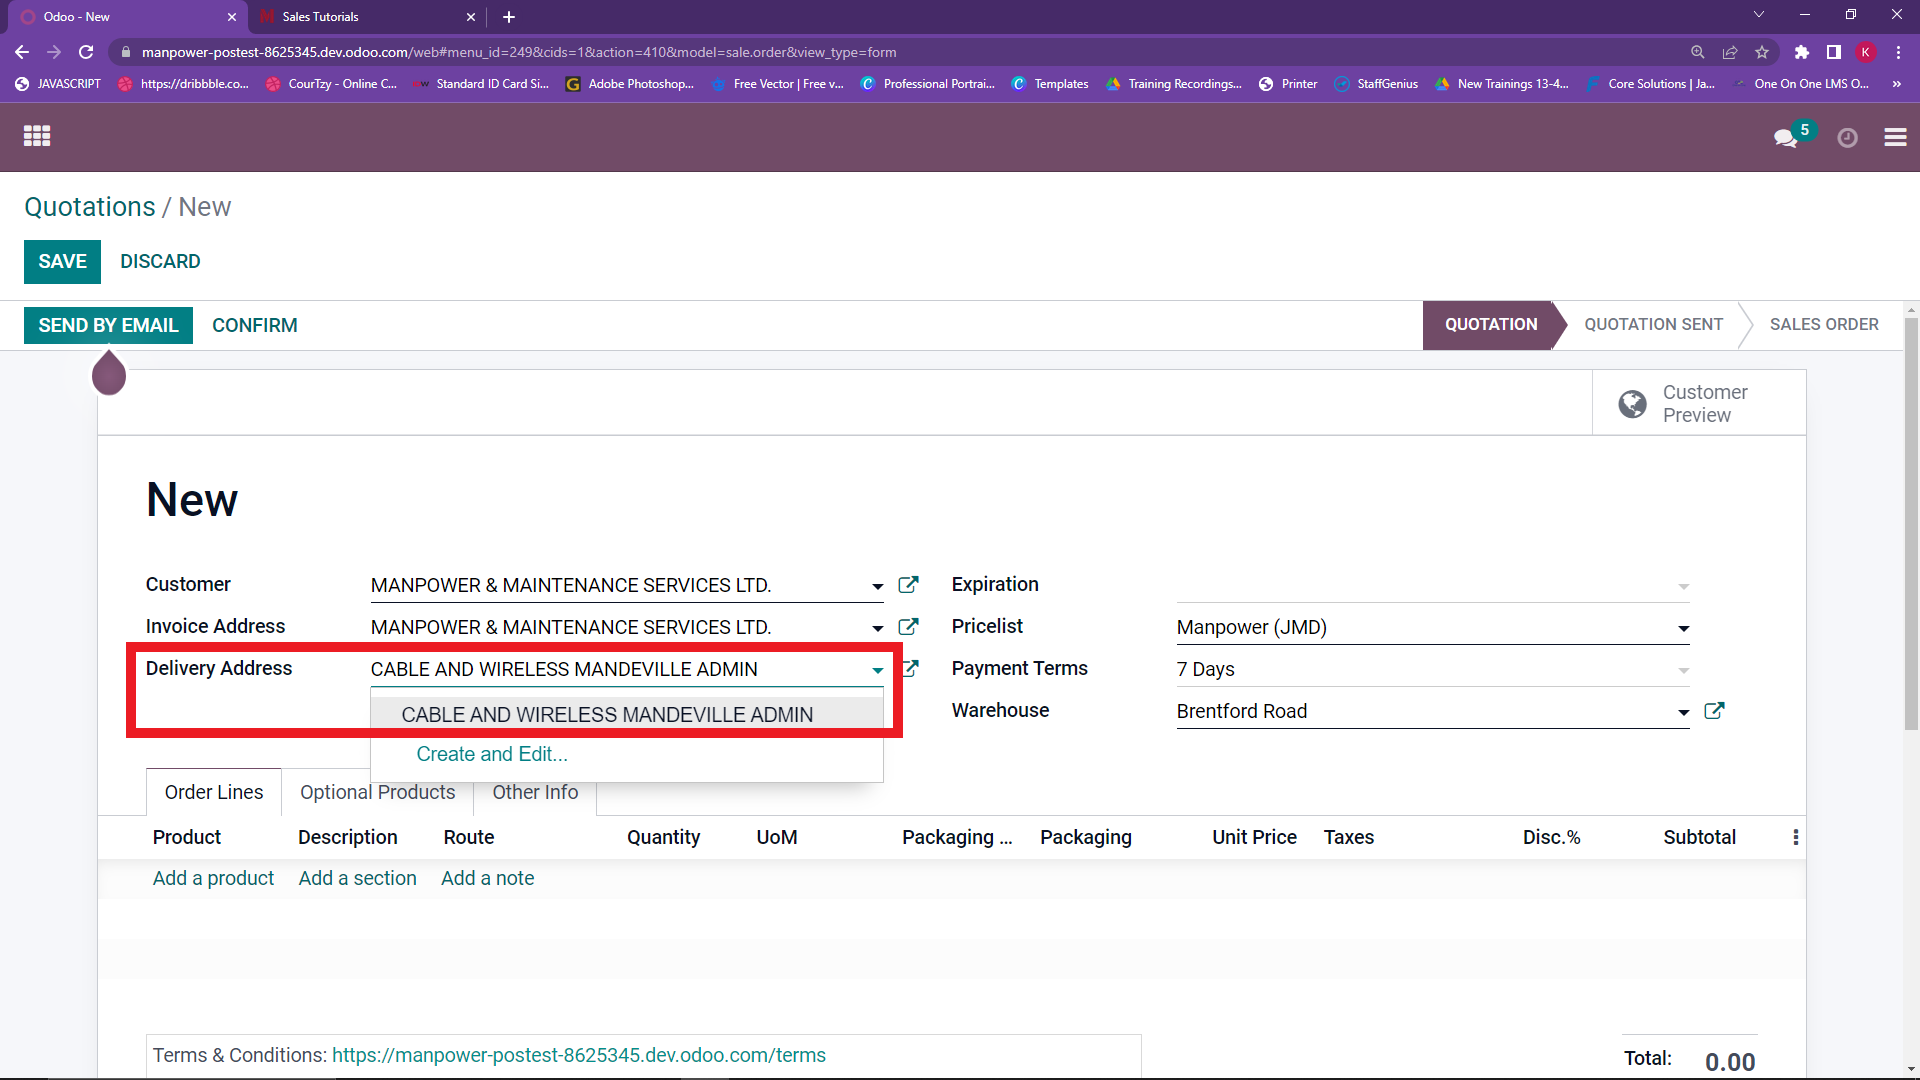 Odoo - New
Sales Tutorials
manpower-postest-8625345.dev.odoo.com/web#menu_id=249&cids=1&action=410&model=sale.order&view_type=form
K
JAVASCRIPT
https://dribbble.co...
CourTzy - Online C...
Standard ID Card Si...
Adobe Photoshop...
Free Vector | Free v...
Professional Portrai...
Templates
Training Recordings...
Printer
StaffGenius
New Trainings 13-4...
Core Solutions | Ja...
One On One LMS O...
»
5
Quotations / New
SAVE DISCARD
SEND BY EMAIL CONFIRM
QUOTATION QUOTATION SENT SALES ORDER
Customer
Preview
New
Customer MANPOWER & MAINTENANCE SERVICES LTD. Expiration
Invoice Address MANPOWER & MAINTENANCE SERVICES LTD. Pricelist Manpower (JMD)
Delivery Address CABLE AND WIRELESS MANDEVILLE ADMIN Payment Terms 7 Days
CABLE AND WIRELESS MANDEVILLE ADMIN Warehouse Brentford Road
Create and Edit...
Order Lines Optional Products Other Info
Product Description Route Quantity UoM Packaging ... Packaging Unit Price Taxes Disc.% Subtotal
Add a product Add a section Add a note
Terms & Conditions: https://manpower-postest-8625345.dev.odoo.com/terms
Total: 0.00